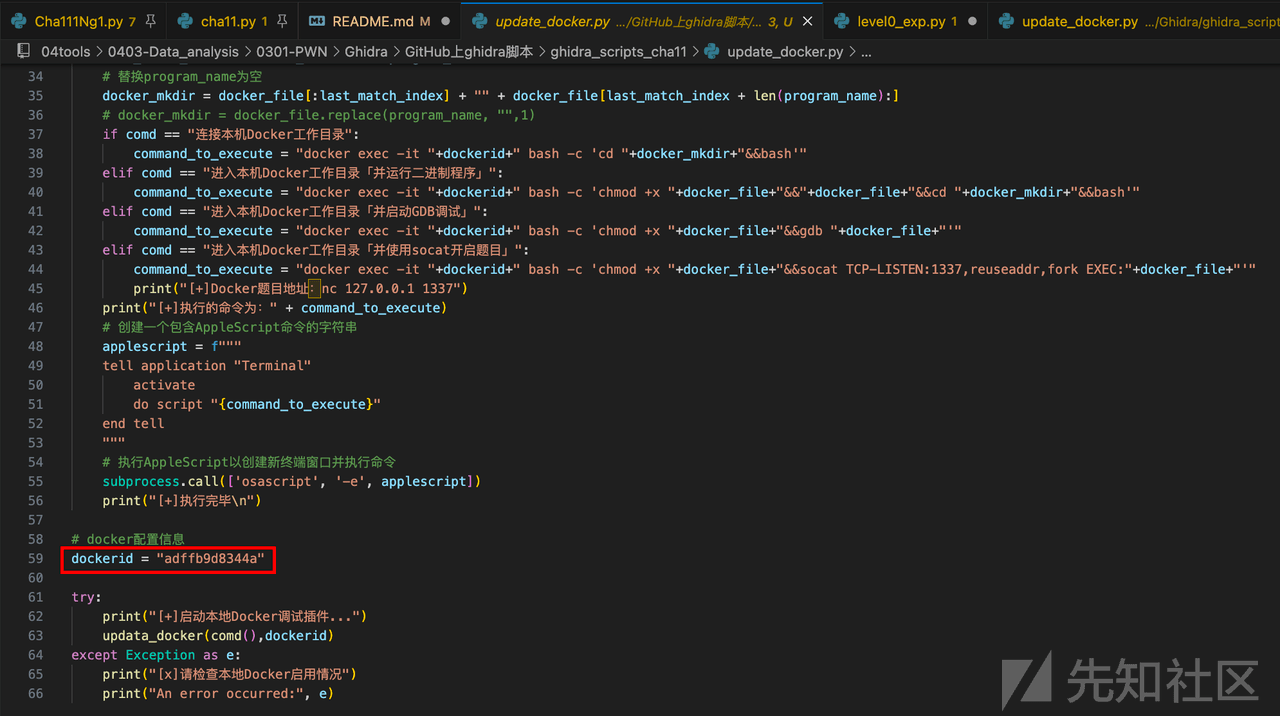 Cha111Ng1.py 7 cha11.py 1 README.md M update_docker.py .../GitHub上ghidra脚本/... 3, U level0_exp.py 1 update_docker.py .../Ghidra/ghidra_script
04tools > 0403-Data_analysis > 0301-PWN > Ghidra > GitHub上ghidra脚本 > ghidra_scripts_cha11 > update_docker.py > ...
34 # 替换program_name为空
35 docker_mkdir = docker_file[:last_match_index] + "" + docker_file[last_match_index + len(program_name):]
36 # docker_mkdir = docker_file.replace(program_name, "",1)
37 if comd == "连接本机Docker工作目录":
38 command_to_execute = "docker exec -it "+dockerid+" bash -c 'cd "+docker_mkdir+"&&bash'"
39 elif comd == "进入本机Docker工作目录「并运行二进制程序」":
40 command_to_execute = "docker exec -it "+dockerid+" bash -c 'chmod +x "+docker_file+"&&"+docker_file+"&&cd "+docker_mkdir+"&&bash'"
41 elif comd == "进入本机Docker工作目录「并启动GDB调试」":
42 command_to_execute = "docker exec -it "+dockerid+" bash -c 'chmod +x "+docker_file+"&&gdb "+docker_file+"'"
43 elif comd == "进入本机Docker工作目录「并使用socat开启题目」":
44 command_to_execute = "docker exec -it "+dockerid+" bash -c 'chmod +x "+docker_file+"&&socat TCP-LISTEN:1337,reuseaddr,fork EXEC:"+docker_file+"'"
45 print("[+]Docker题目地址：nc 127.0.0.1 1337")
46 print("[+]执行的命令为：" + command_to_execute)
47 # 创建一个包含AppleScript命令的字符串
48 applescript = f"""
49 tell application "Terminal"
50 activate
51 do script "{command_to_execute}"
52 end tell
53 """
54 # 执行AppleScript以创建新终端窗口并执行命令
55 subprocess.call(['osascript', '-e', applescript])
56 print("[+]执行完毕\n")
57
58 # docker配置信息
59 dockerid = "adffb9d8344a"
60
61 try:
62 print("[+]启动本地Docker调试插件...")
63 updata_docker(comd(),dockerid)
64 except Exception as e:
65 print("[x]请检查本地Docker启用情况")
66 print("An error occurred:", e)
先知社区